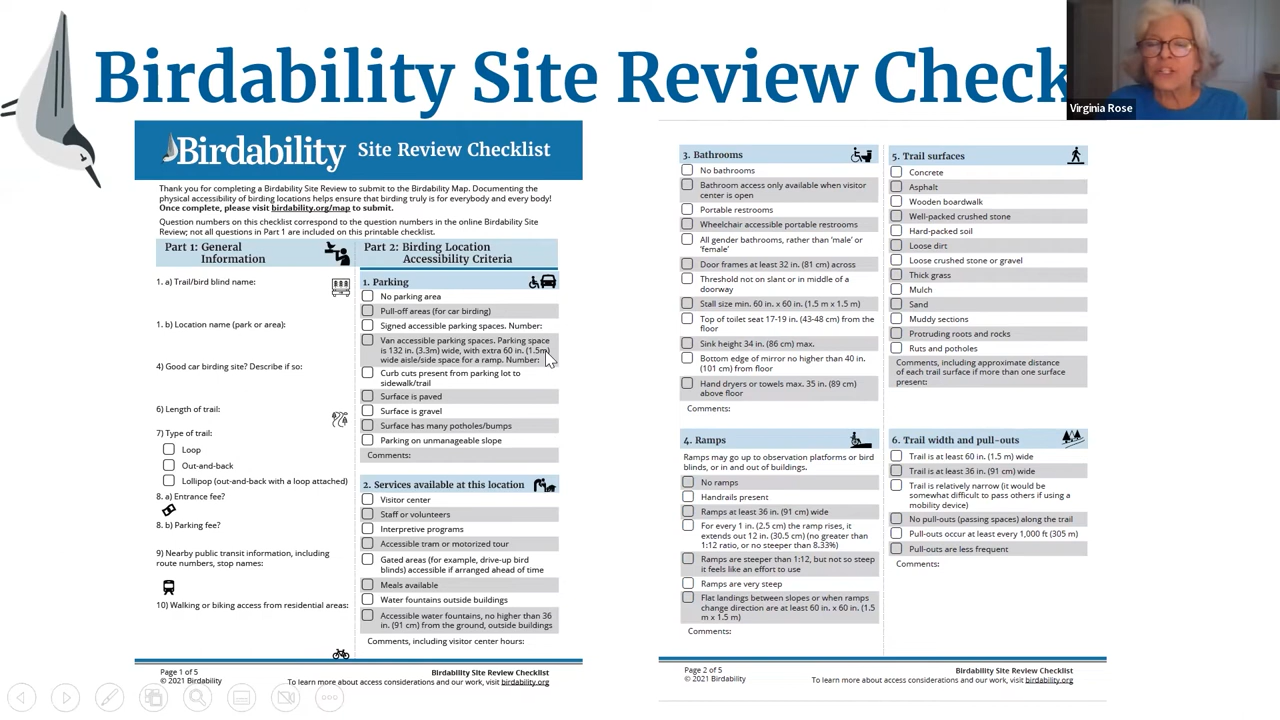 Birdability Site Review Check
Virginia Rose
Birdability Site Review Checklist
Thank you for completing a Birdability Site Review to submit to the Birdability Map. Documenting the
physical accessibility of birding locations helps ensure that birding truly is for everybody and every body!
Once complete, please visit birdability.org/map to submit.
Question numbers on this checklist correspond to the question numbers in the online Birdability Site
Review; not all questions in Part 1 are included on this printable checklist.
Part 1: General
Information
1. a) Trail/bird blind name:
1. b) Location name (park or area):
4) Good car birding site? Describe if so:
6) Length of trail:
7) Type of trail:
Loop
Out-and-back
Lollipop (out-and-back with a loop attached)
8. a) Entrance fee?
8. b) Parking fee?
9) Nearby public transit information, including
route numbers, stop names:
10) Walking or biking access from residential areas:
Part 2: Birding Location
Accessibility Criteria
1. Parking
No parking area
Pull-off areas (for car birding)
Signed accessible parking spaces. Number:
Van accessible parking spaces. Parking space
is 132 in. (3.3m) wide, with extra 60 in. (1.5m)
wide aisle/side space for a ramp. Number:
Curb cuts present from parking lot to
sidewalk/trail
Surface is paved
Surface is gravel
Surface has many potholes/bumps
Parking on unmanageable slope
Comments:
2. Services available at this location
Visitor center
Staff or volunteers
Interpretive programs
Accessible tram or motorized tour
Gated areas (for example, drive-up bird
blinds) accessible if arranged ahead of time
Meals available
Water fountains outside buildings
Accessible water fountains, no higher than 36
in. (91 cm) from the ground, outside buildings
Comments, including visitor center hours:
Page 1 of 5
© 2021 Birdability
Birdability Site Review Checklist
To learn more about access considerations and our work, visit birdability.org
3. Bathrooms
No bathrooms
Bathroom access only available when visitor
center is open
Portable restrooms
Wheelchair accessible portable restrooms
All gender bathrooms, rather than 'male' or
'female'
Door frames at least 32 in. (81 cm) across
Threshold not on slant or in middle of a
doorway
Stall size min. 60 in. x 60 in. (1.5 m x 1.5 m)
Top of toilet seat 17-19 in. (43-48 cm) from the
floor
Sink height 34 in. (86 cm) max.
Bottom edge of mirror no higher than 40 in.
(101 cm) from floor
Hand dryers or towels max. 35 in. (89 cm)
above floor
Comments:
4. Ramps
Ramps may go up to observation platforms or bird
blinds, or in and out of buildings.
No ramps
Handrails present
Ramps at least 36 in. (91 cm) wide
For every 1 in. (2.5 cm) the ramp rises, it
extends out 12 in. (30.5 cm) (no greater than
1:12 ratio, or no steeper than 8.33%)
Ramps are steeper than 1:12, but not so steep
it feels like an effort to use
Ramps are very steep
Flat landings between slopes or when ramps
change direction are at least 60 in. x 60 in. (1.5
m x 1.5 m)
Comments:
5. Trail surfaces
Concrete
Asphalt
Wooden boardwalk
Well-packed crushed stone
Hard-packed soil
Loose dirt
Loose crushed stone or gravel
Thick grass
Mulch
Sand
Muddy sections
Protruding roots and rocks
Ruts and potholes
Comments, including approximate distance
of each trail surface if more than one surface
present:
6. Trail width and pull-outs
Trail is at least 60 in. (1.5 m) wide
Trail is at least 36 in. (91 cm) wide
Trail is relatively narrow (it would be
somewhat difficult to pass others if using a
mobility device)
No pull-outs (passing spaces) along the trail
Pull-outs occur at least every 1,000 ft (305 m)
Pull-outs are less frequent
Comments:
Page 2 of 5
© 2021 Birdability
Birdability Site Review Checklist
To learn more about access considerations and our work, visit birdability.org